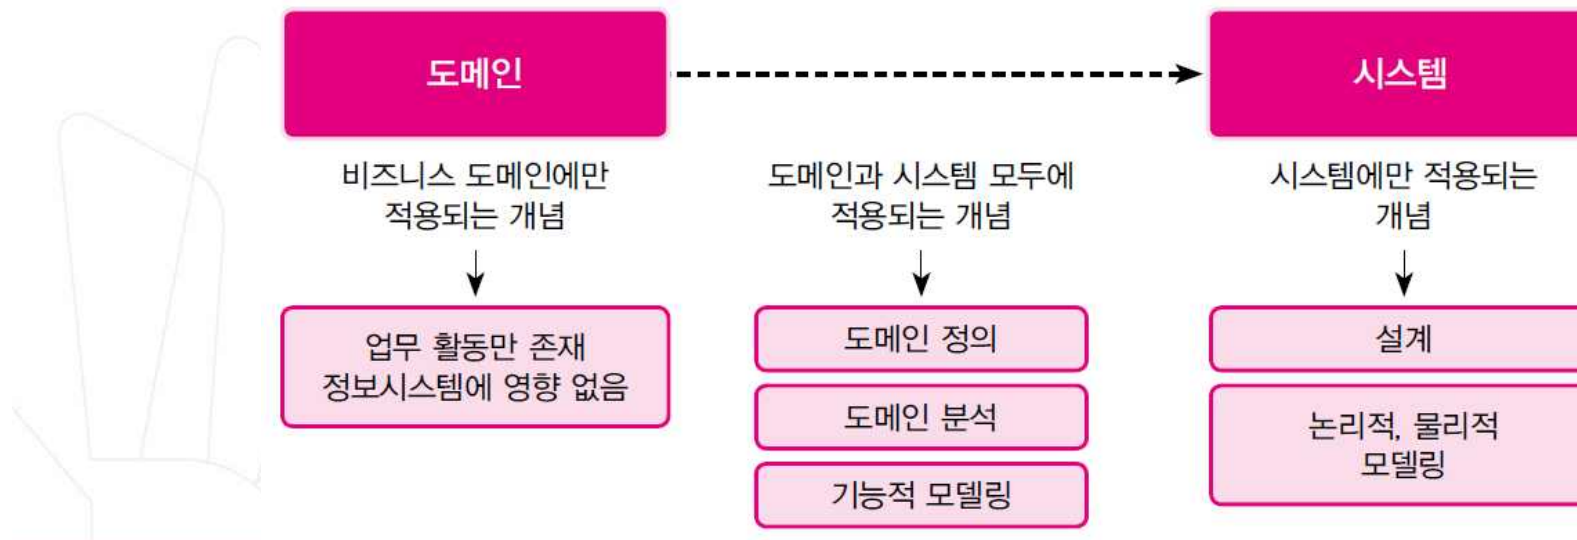 도메인
시스템
비즈니스 도메인에만
적용되는 개념
도메인과 시스템 모두에
적용되는 개념
시스템에만 적용되는
개념
업무 활동만 존재
정보시스템에 영향 없음
도메인 정의
도메인 분석
기능적 모델링
설계
논리적, 물리적
모델링